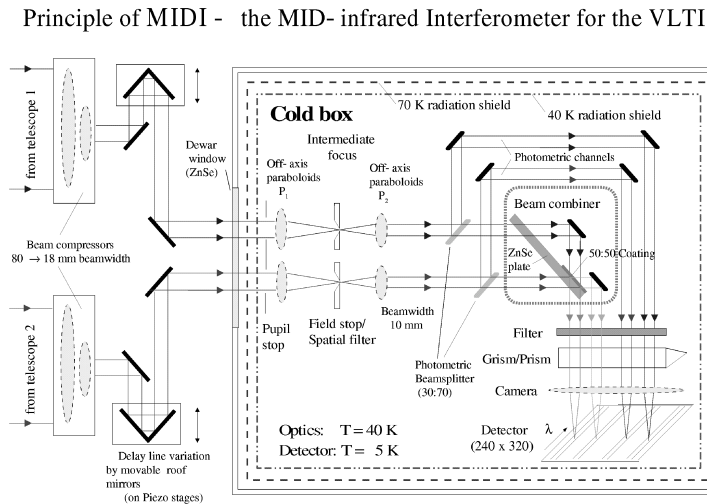 Principle of MIDI - the MID- infrared Interferometer for the VLTI
from telescope 1
Beam compressors
80 → 18 mm beamwidth
from telescope 2
Delay line variation
by movable roof
mirrors
(on Piezo stages)
Dewar
window
(ZnSe)
Cold box
70 K radiation shield
40 K radiation shield
Intermediate
focus
Off- axis
paraboloids
P1
Off- axis
paraboloids
P2
Photometric channels
Beam combiner
ZnSe
plate
50:50 Coating
Pupil
stop
Field stop/
Spatial filter
Beamwidth
10 mm
Photometric
Beamsplitter
(30:70)
Filter
Grism/Prism
Camera
Detector
(240 x 320)
λ
Optics: T = 40 K
Detector: T = 5 K